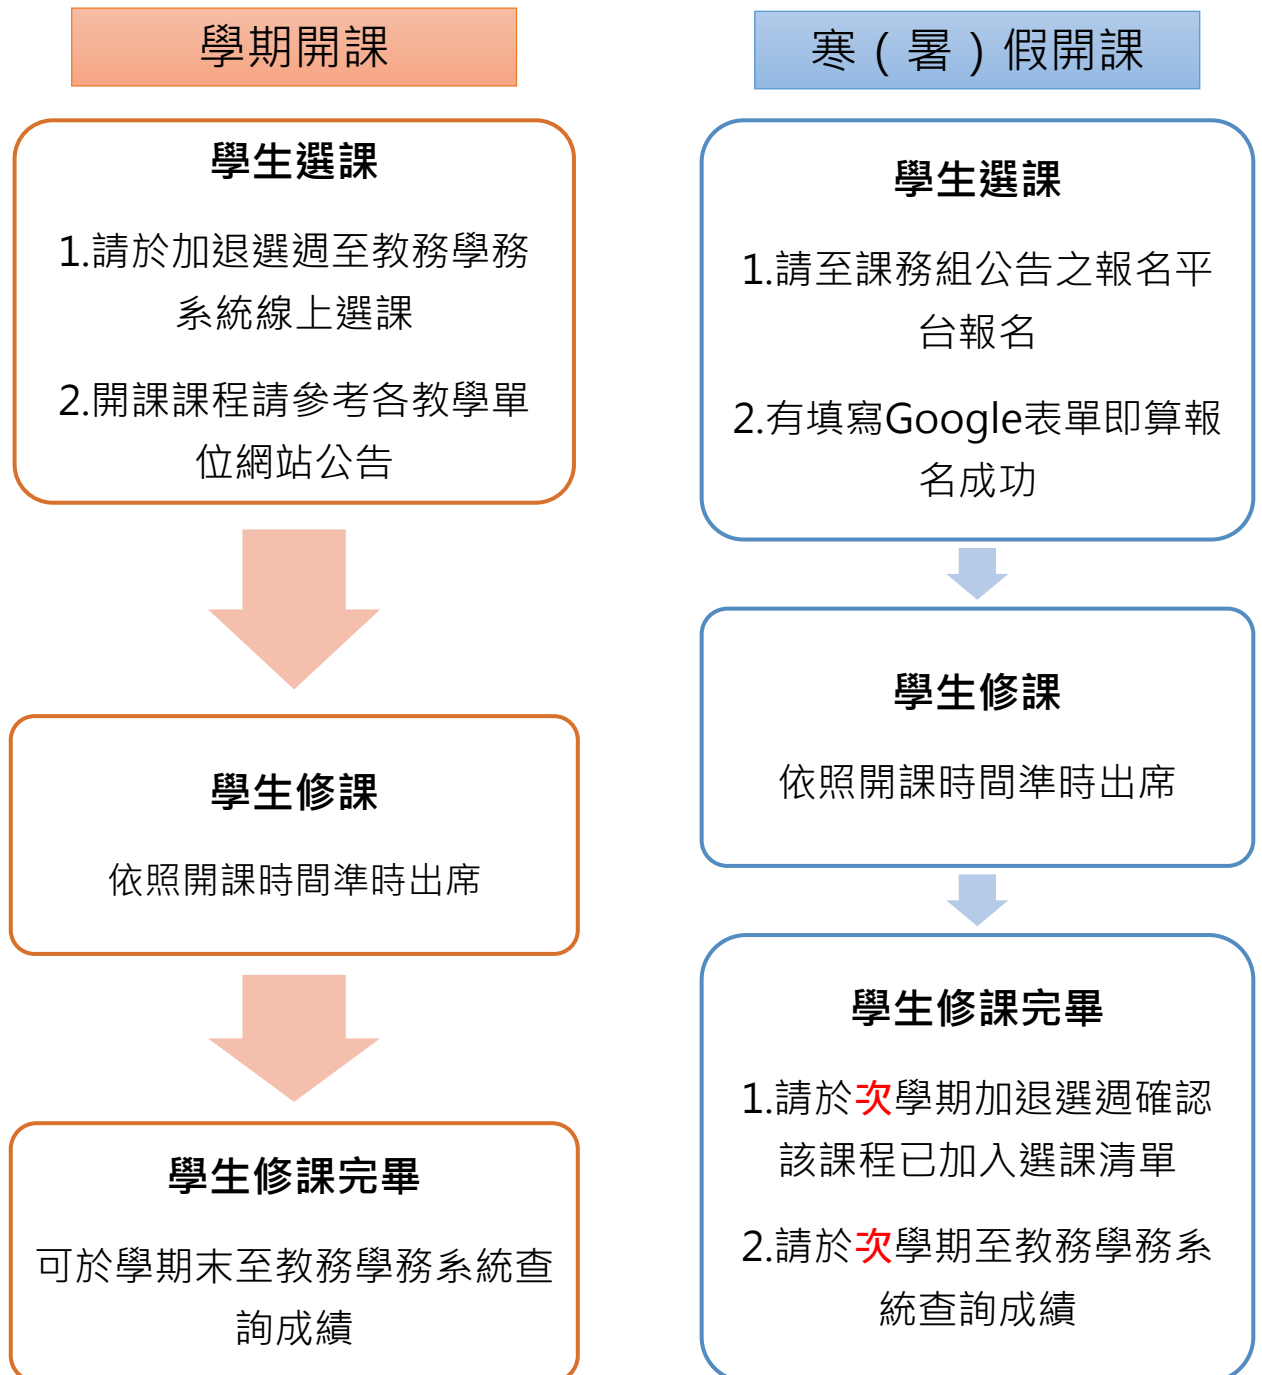 學期開課
學生選課
1.請於加退選週至教務學務
系統線上選課
2.開課課程請參考各教學單
位網站公告
學生修課
依照開課時間準時出席
學生修課完畢
可於學期末至教務學務系統查
詢成績
寒（暑）假開課
學生選課
1.請至課務組公告之報名平
台報名
2.有填寫Google表單即算報
名成功
學生修課
依照開課時間準時出席
學生修課完畢
1.請於次學期加退選週確認
該課程已加入選課清單
2.請於次學期至教務學務系
統查詢成績